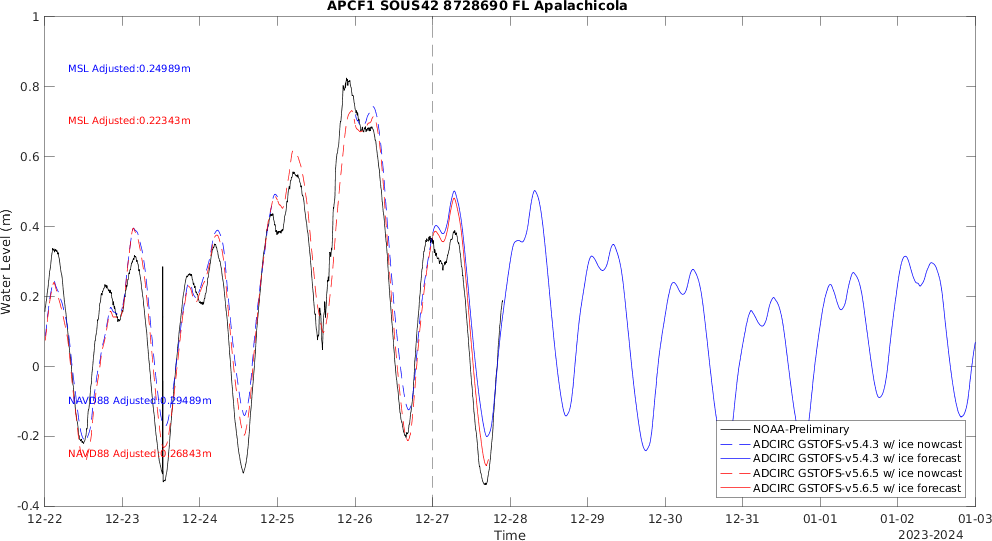 APCF1 SOUS42 8728690 FL Apalachicola
1
0.8
0.6
0.4
0.2
0
-0.2
-0.4
Water Level (m)
MSL Adjusted:0.24989m
MSL Adjusted:0.22343m
NAVD88 Adjusted:0.29489m
NAVD88 Adjusted:0.26843m
NOAA-Preliminary
ADCIRC GSTOFS-v5.4.3 w/ ice nowcast
ADCIRC GSTOFS-v5.4.3 w/ ice forecast
ADCIRC GSTOFS-v5.6.5 w/ ice nowcast
ADCIRC GSTOFS-v5.6.5 w/ ice forecast
12-22 12-23 12-24 12-25 12-26 12-27 12-28 12-29 12-30 12-31 01-01 01-02 01-03
Time
2023-2024